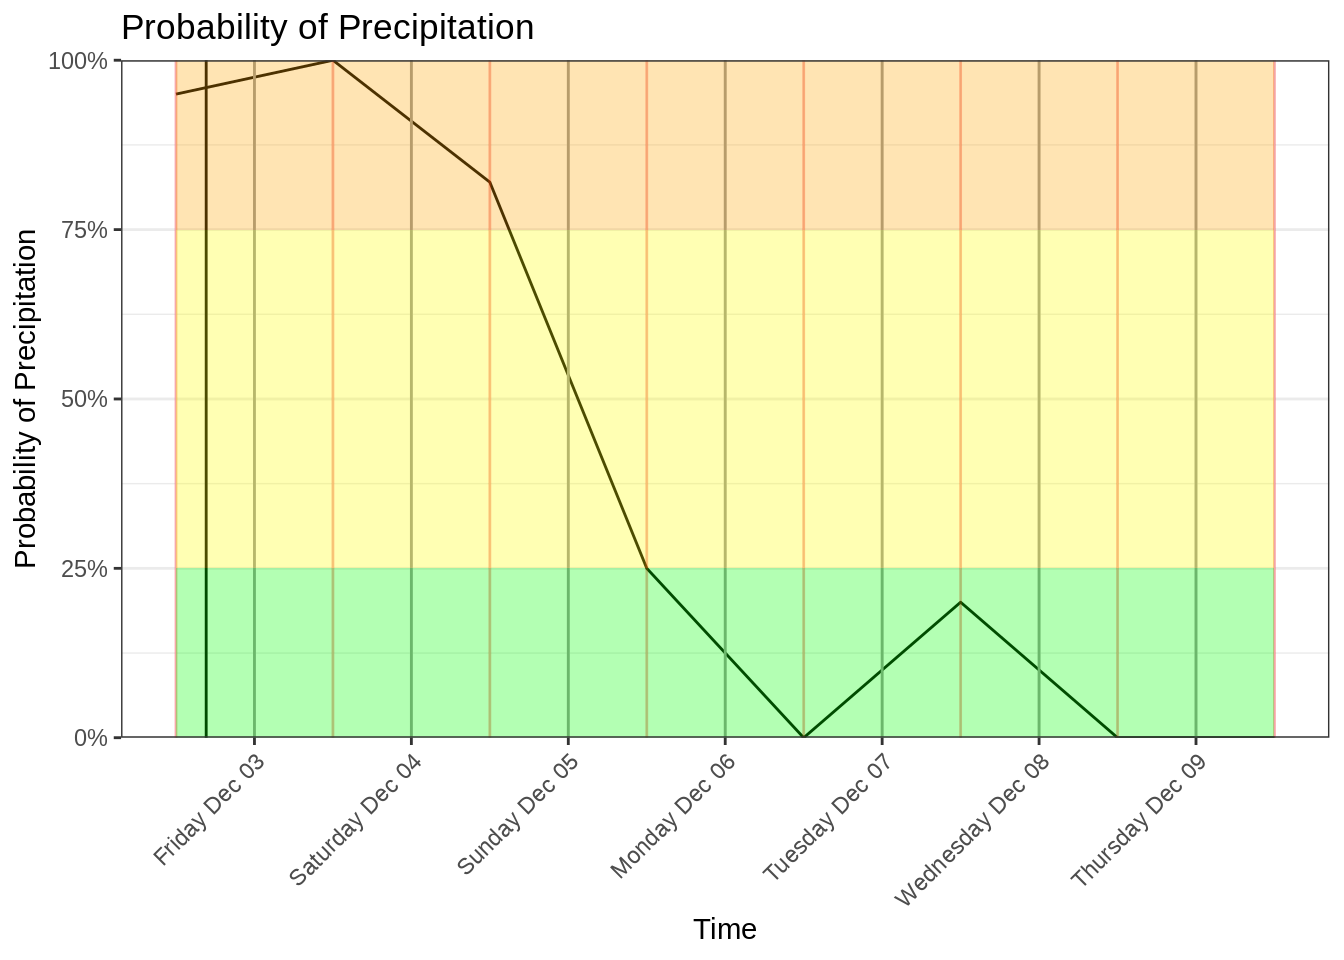 Probability of Precipitation
Probability of Precipitation
100%
75%
50%
25%
0%
Friday Dec 03
Saturday Dec 04
Sunday Dec 05
Monday Dec 06
Tuesday Dec 07
Wednesday Dec 08
Thursday Dec 09
Time